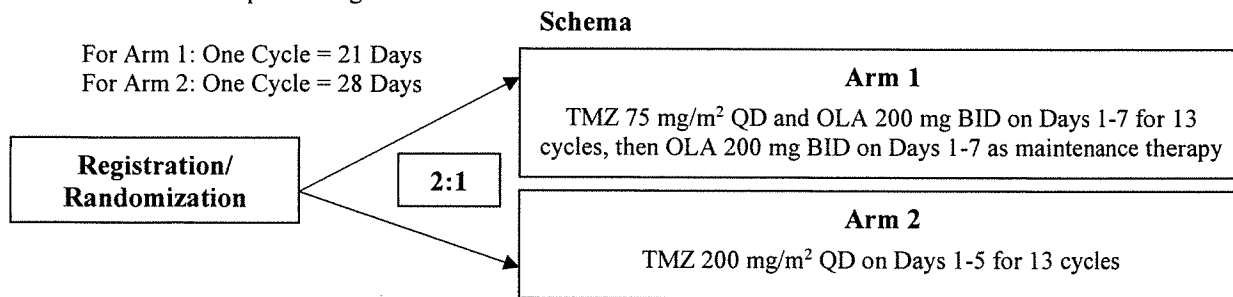 Schema
For Arm 1: One Cycle = 21 Days
For Arm 2: One Cycle = 28 Days
Arm 1
TMZ 75 mg/m² QD and OLA 200 mg BID on Days 1-7 for 13
cycles, then OLA 200 mg BID on Days 1-7 as maintenance therapy
Registration/
Randomization
2:1
Arm 2
TMZ 200 mg/m² QD on Days 1-5 for 13 cycles